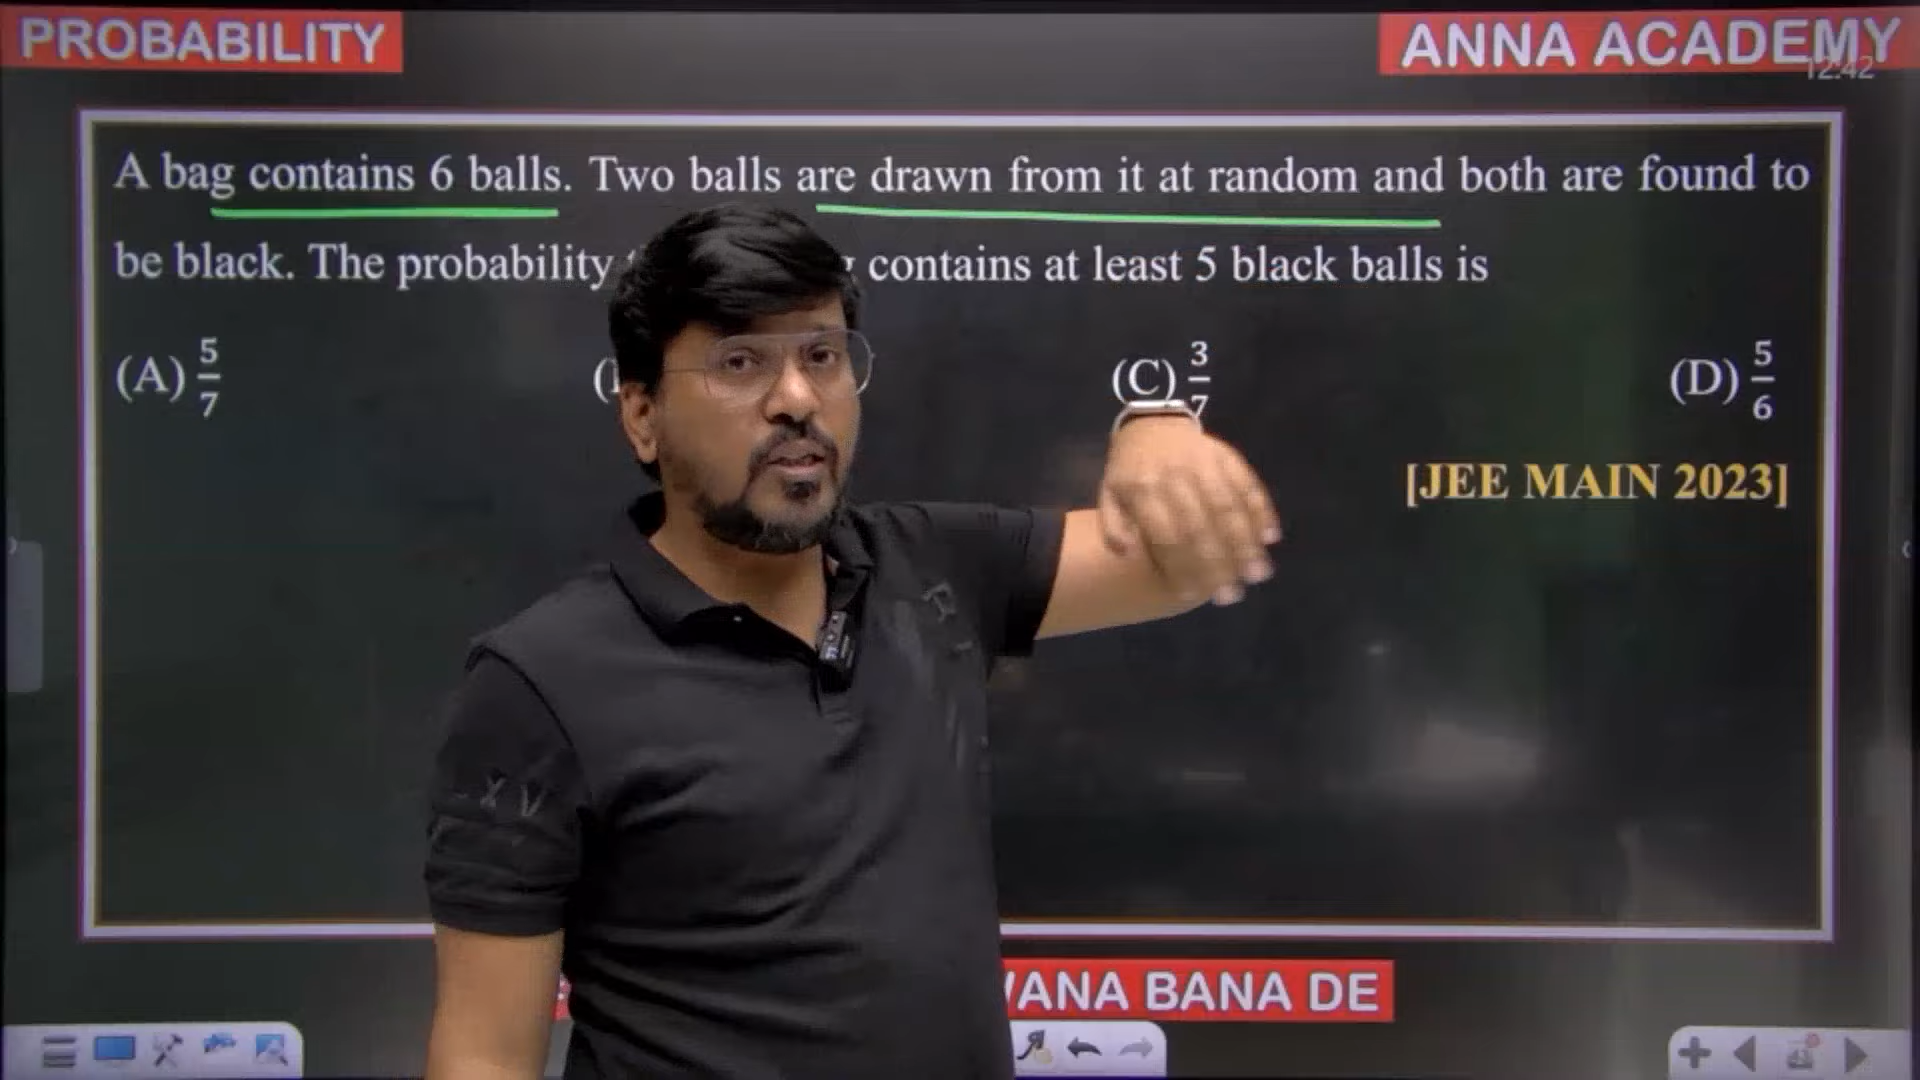 PROBABILITY
ANNA ACADEMY
12:42
A bag contains 6 balls. Two balls are drawn from it at random and both are found to
be black. The probability contains at least 5 black balls is
(A) 5/7
(C) 3/7
(D) 5/6
[JEE MAIN 2023]
XV
BANA DE